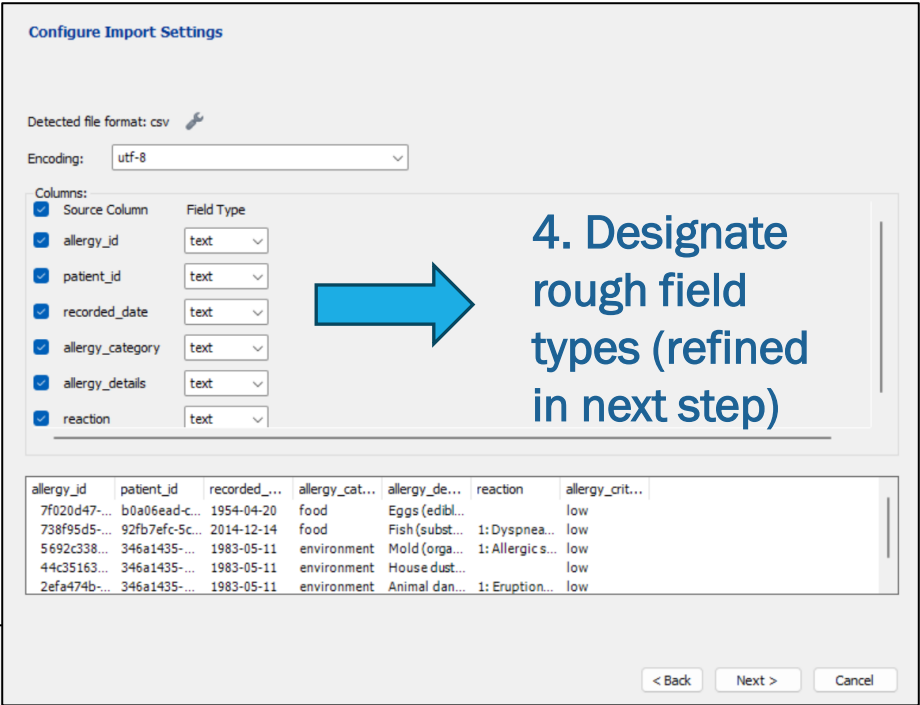 Configure Import Settings
Detected file format: csv
Encoding: utf-8
Columns:
Source Column Field Type
allergy_id text
patient_id text
recorded_date text
allergy_category text
allergy_details text
reaction text
4. Designate
rough field
types (refined
in next step)
allergy_id patient_id recorded_... allergy_cat... allergy_de... reaction allergy_crit...
7f020d47-... b0a06ead-c... 1954-04-20 food Eggs (edibl... low
738f95d5-... 92fb7efc-5c... 2014-12-14 food Fish (subst... 1: Dyspnea... low
5692c338... 346a1435-... 1983-05-11 environment Mold (orga... 1: Allergic s... low
44c35163... 346a1435-... 1983-05-11 environment House dust... low
2efa474b-... 346a1435-... 1983-05-11 environment Animal dan... 1: Eruption... low
< Back Next > Cancel